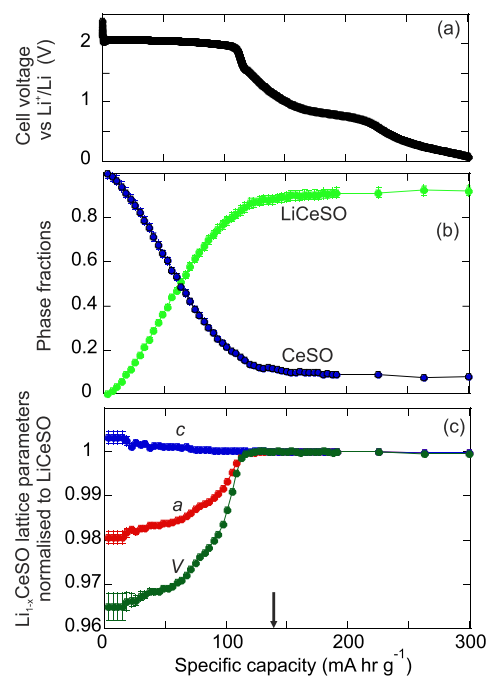 (a)
Cell voltage
vs Li⁺/Li (V)
2
1
0
(b)
Phase fractions
0.8
0.6
0.4
0.2
0
LiCeSO
CeSO
(c)
Li₁₋ₓCeSO lattice parameters
normalised to LiCeSO
1
0.99
0.98
0.97
0.96
c
a
V
0 100 200 300
Specific capacity (mA hr g⁻¹)